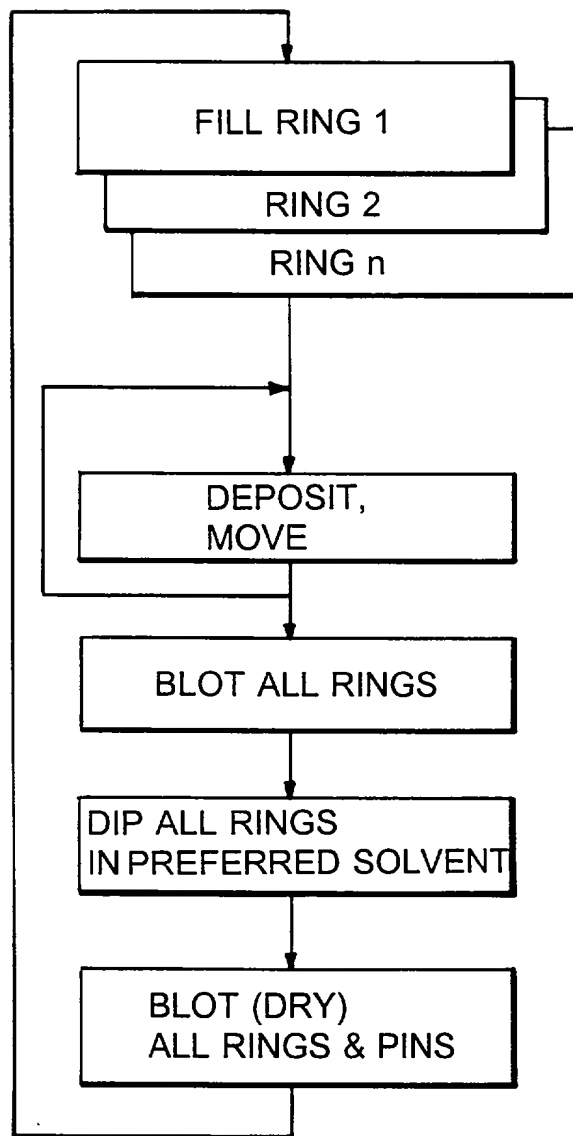 FILL RING 1
RING 2
RING n
DEPOSIT,
MOVE
BLOT ALL RINGS
DIP ALL RINGS
IN PREFERRED SOLVENT
BLOT (DRY)
ALL RINGS & PINS